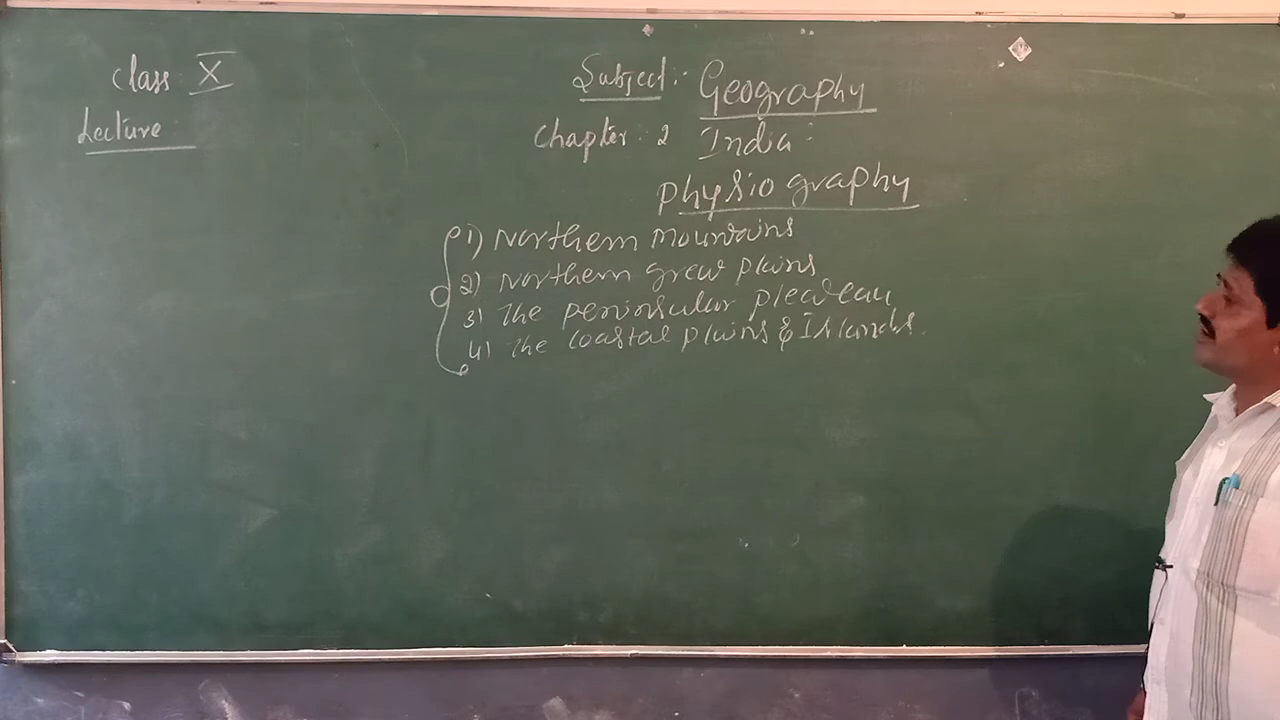 Class X
Lecture
Subject:- Geography
Chapter: 2 India
Physiography
1) Northern Mountains
2) Northern great plains
3) The peninsular pleateau
4) The Coastal plains & Islands.